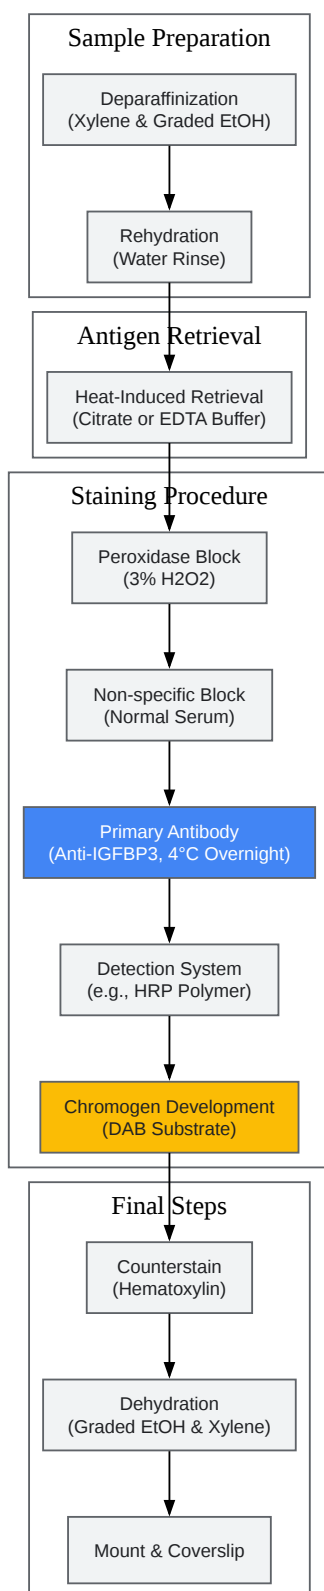 Sample Preparation
Deparaffinization
(Xylene & Graded EtOH)
Rehydration
(Water Rinse)
Antigen Retrieval
Heat-Induced Retrieval
(Citrate or EDTA Buffer)
Staining Procedure
Peroxidase Block
(3% H2O2)
Non-specific Block
(Normal Serum)
Primary Antibody
(Anti-IGFBP3, 4°C Overnight)
Detection System
(e.g., HRP Polymer)
Chromogen Development
(DAB Substrate)
Final Steps
Counterstain
(Hematoxylin)
Dehydration
(Graded EtOH & Xylene)
Mount & Coverslip